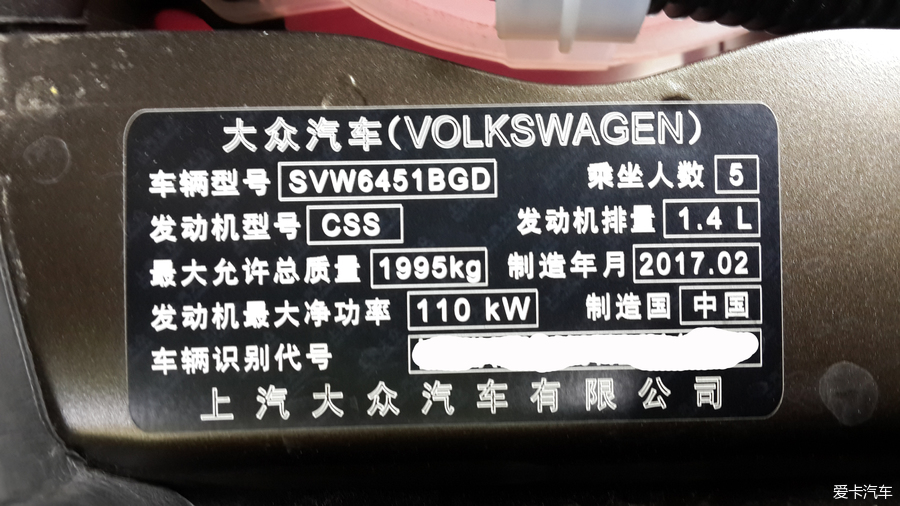 大众汽车(VOLKSWAGEN)
车辆型号 SVW6451BGD 乘坐人数 5
发动机型号 CSS 发动机排量 1.4 L
最大允许总质量 1995kg 制造年月 2017.02
发动机最大净功率 110 kW 制造国 中国
车辆识别代号
上汽大众汽车有限公司
爱卡汽车